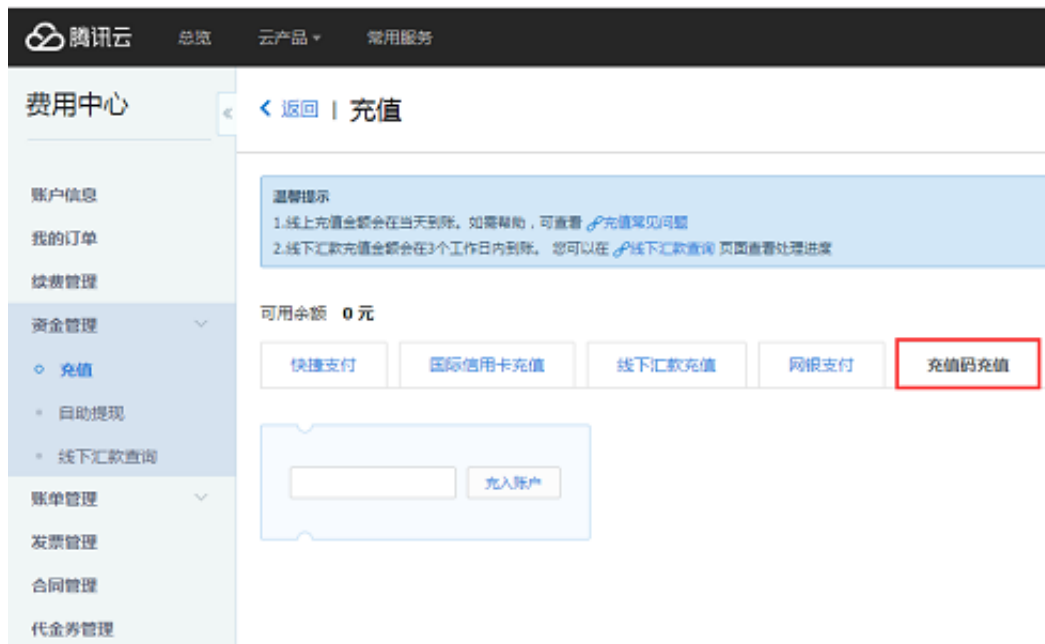 腾讯云 总览 云产品 常用服务
费用中心
«
返回 | 充值
账户信息
我的订单
续费管理
资金管理
充值
自助提现
线下汇款查询
账单管理
发票管理
合同管理
代金券管理
温馨提示
1.线上充值金额会在当天到账。如需帮助，可查看 充值常见问题
2.线下汇款充值金额会在3个工作日内到账。 您可以在 线下汇款查询 页面查看处理进度
可用余额 0 元
快捷支付 国际信用卡充值 线下汇款充值 网银支付 充值码充值
充入账户